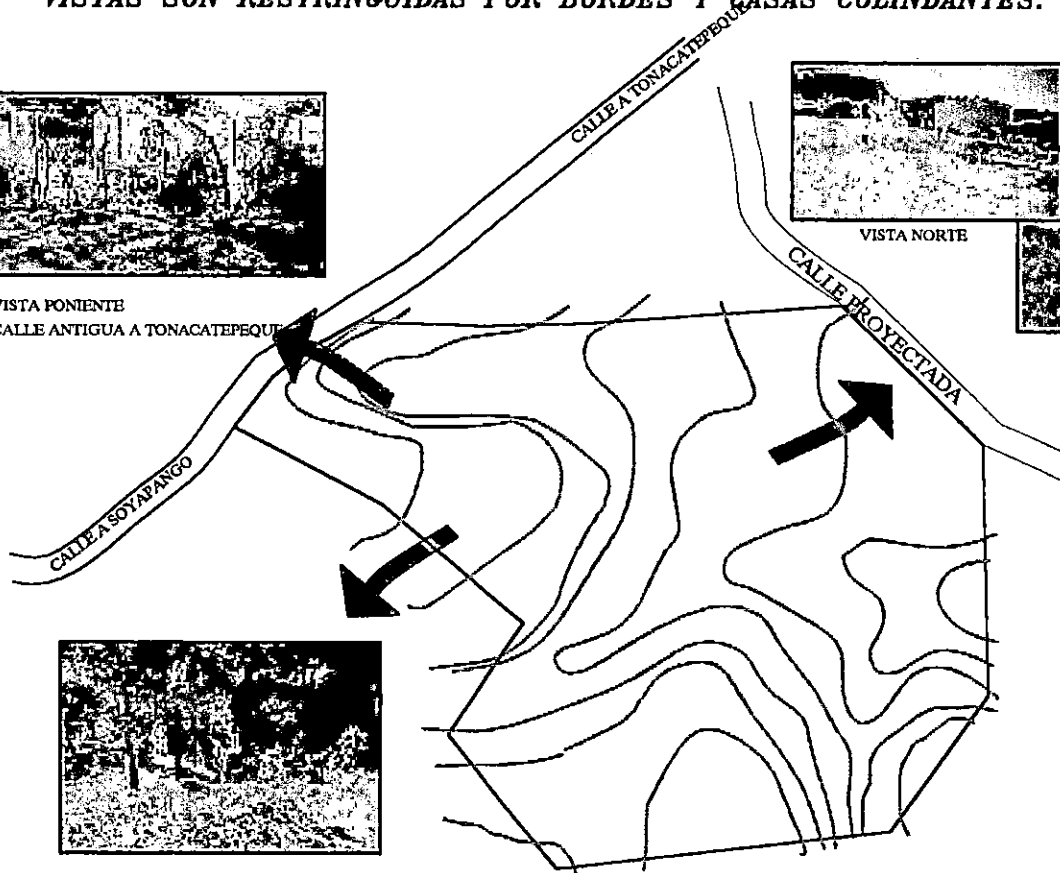 VISTAS SON RESTRINGUIDAS POR BORDES Y CASAS COLINDANTES.
CALLE A TONACATEPEQUE
VISTA NORTE
CALLE PROYECTADA
VISTA PONIENTE
CALLE ANTIGUA A TONACATEPEQUE
CALLE A SOYAPANGO